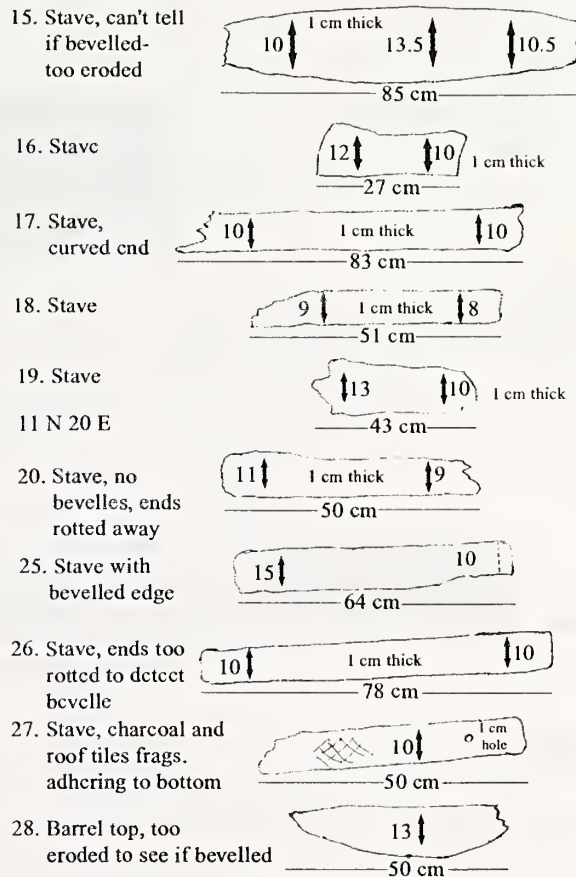 15. Stave, can't tell
if bevelled-
too eroded
1 cm thick
10 13.5 10.5
85 cm
16. Stave
12 10 1 cm thick
27 cm
17. Stave,
curved end
10 1 cm thick 10
83 cm
18. Stave
9 1 cm thick 8
51 cm
19. Stave
13 10 1 cm thick
11 N 20 E
43 cm
20. Stave, no
bevelles, ends
rotted away
11 1 cm thick 9
50 cm
25. Stave with
bevelled edge
15 10
64 cm
26. Stave, ends too
rotted to detect
bevelle
10 1 cm thick 10
78 cm
27. Stave, charcoal and
roof tiles frags.
adhering to bottom
10 1 cm
hole
50 cm
28. Barrel top, too
eroded to see if bevelled
13
50 cm